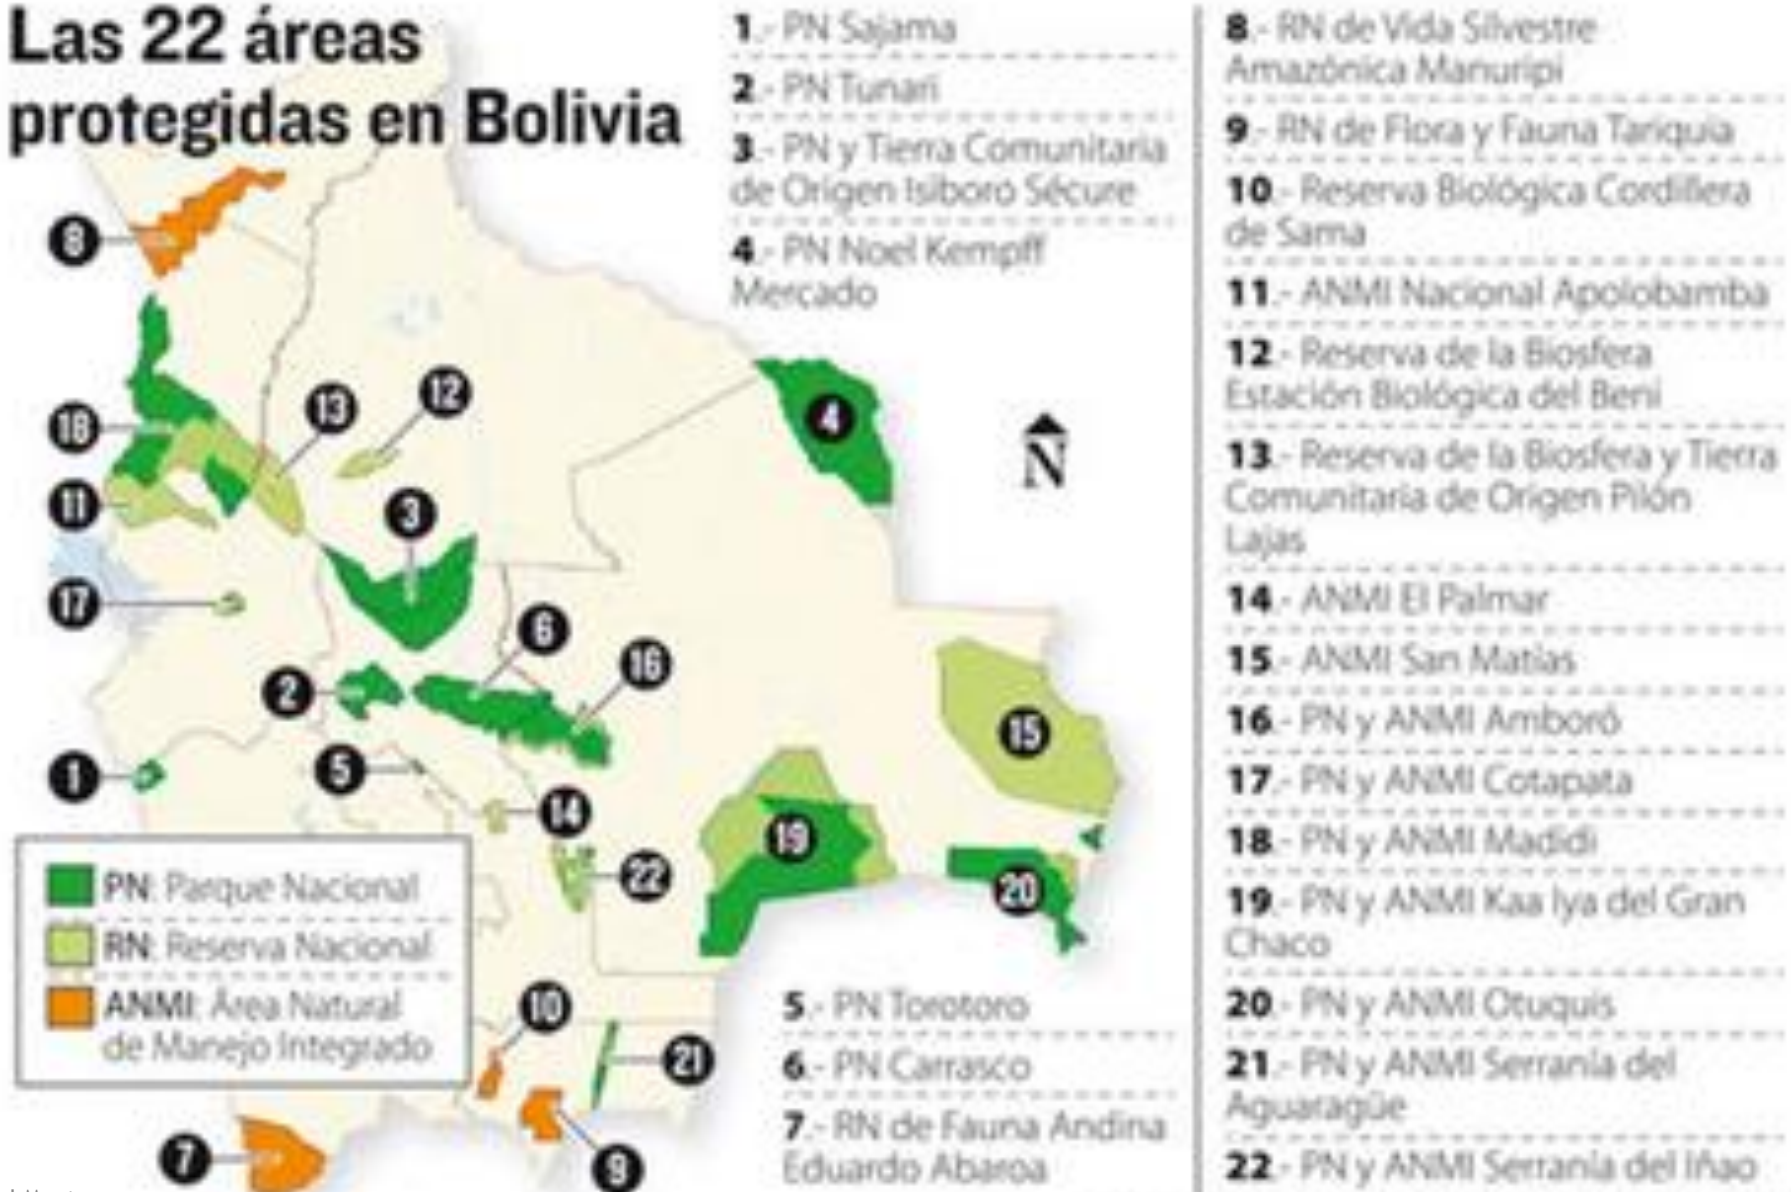 Las 22 áreas
protegidas en Bolivia
1.- PN Sajama
2.- PN Tunari
3.- PN y Tierra Comunitaria
de Origen Isiboro Sécure
4.- PN Noel Kempff
Mercado
5.- PN Torotoro
6.- PN Carrasco
7.- RN de Fauna Andina
Eduardo Abaroa
8.- RN de Vida Silvestre
Amazónica Manuripi
9.- RN de Flora y Fauna Tariquia
10.- Reserva Biológica Cordillera
de Sama
11.- ANMI Nacional Apolobamba
12.- Reserva de la Biosfera
Estación Biológica del Beni
13.- Reserva de la Biosfera y Tierra
Comunitaria de Origen Pilón
Lajas
14.- ANMI El Palmar
15.- ANMI San Matías
16.- PN y ANMI Amboró
17.- PN y ANMI Cotapata
18.- PN y ANMI Madidi
19.- PN y ANMI Kaa Iya del Gran
Chaco
20.- PN y ANMI Otuquis
21.- PN y ANMI Serranía del
Aguaragüe
22.- PN y ANMI Serranía del Iñao
8
18
13
12
11
3
4
N
17
6
16
2
15
1
5
14
19
22
20
10
21
7
9
PN: Parque Nacional
RN: Reserva Nacional
ANMI: Área Natural
de Manejo Integrado